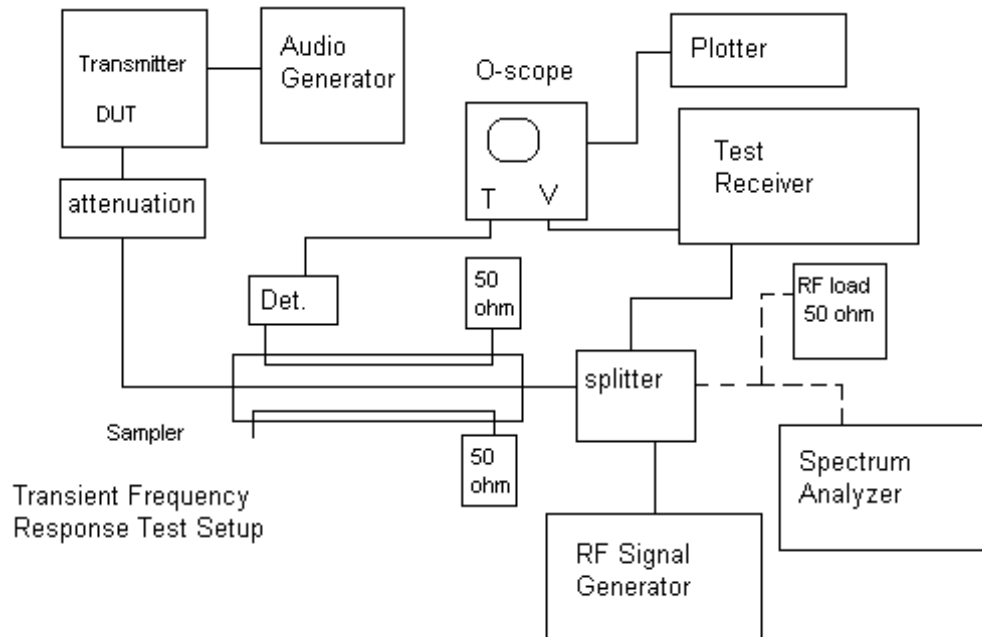 Transmitter
DUT
Audio
Generator
O-scope
T V
Plotter
Test
Receiver
attenuation
Det.
50
ohm
RF load
50 ohm
splitter
Sampler
50
ohm
Spectrum
Analyzer
Transient Frequency
Response Test Setup
RF Signal
Generator